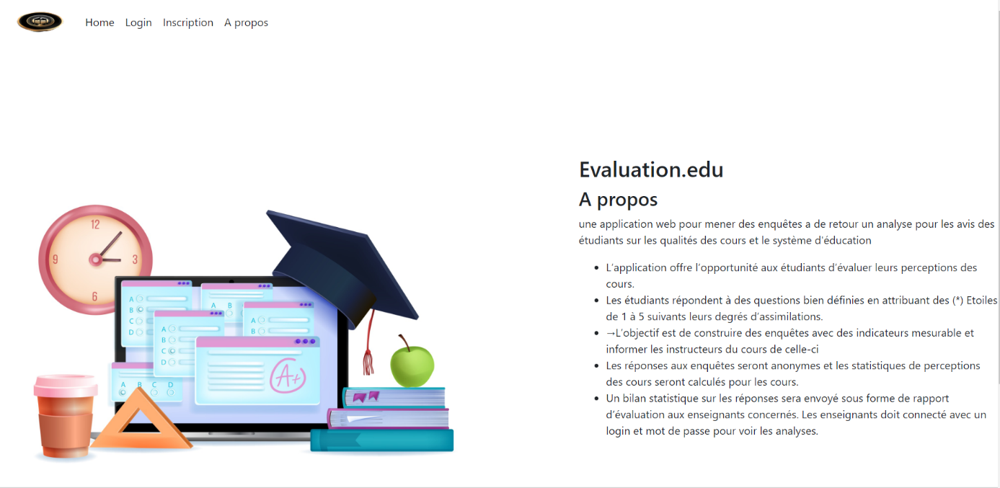 Home Login Inscription A propos
Evaluation.edu
A propos
une application web pour mener des enquêtes a de retour un analyse pour les avis des
étudiants sur les qualités des cours et le système d'éducation
• L'application offre l'opportunité aux étudiants d'évaluer leurs perceptions des
cours.
• Les étudiants répondent à des questions bien définies en attribuant des (*) Etoiles
de 1 à 5 suivants leurs degrés d'assimilations.
• →L'objectif est de construire des enquêtes avec des indicateurs mesurable et
informer les instructeurs du cours de celle-ci
• Les réponses aux enquêtes seront anonymes et les statistiques de perceptions
des cours seront calculés pour les cours.
• Un bilan statistique sur les réponses sera envoyé sous forme de rapport
d'évaluation aux enseignants concernés. Les enseignants doit connecté avec un
login et mot de passe pour voir les analyses.
12
9
3
6
A
B
C
D
A B
A
B
C
D
A
B
A B C D
A+